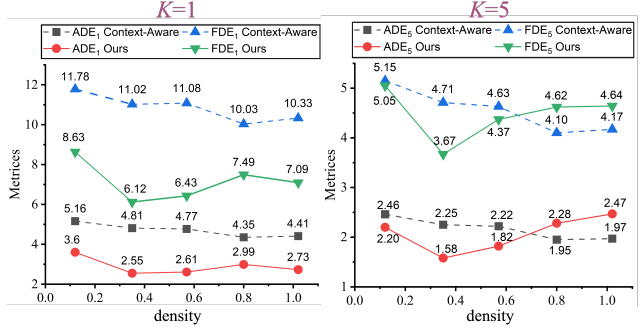 K=1
ADE1 Context-Aware FDE1 Context-Aware
ADE1 Ours FDE1 Ours
11.78 11.02 11.08 10.03 10.33
8.63 6.12 6.43 7.49 7.09
5.16 4.81 4.77 4.35 4.41
3.6 2.55 2.61 2.99 2.73
12
10
8
6
4
2
Metrices
0.0 0.2 0.4 0.6 0.8 1.0
density
K=5
ADE5 Context-Aware FDE5 Context-Aware
ADE5 Ours FDE5 Ours
5.15 4.71 4.63 4.10 4.17
5.05 3.67 4.37 4.62 4.64
2.46 2.25 2.22 1.95 1.97
2.20 1.58 1.82 2.28 2.47
5
4
3
2
1
Metrices
0.0 0.2 0.4 0.6 0.8 1.0
density